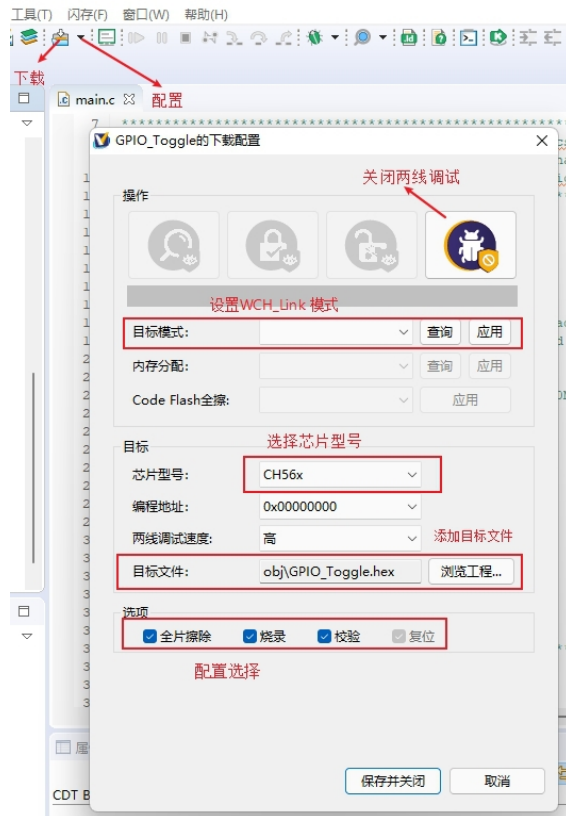 工具(T) 闪存(F) 窗口(W) 帮助(H)
下载
main.c
配置
GPIO_Toggle的下载配置
关闭两线调试
操作
设置WCH_Link 模式
目标模式: 查询 应用
内存分配: 查询 应用
Code Flash全擦: 应用
目标
选择芯片型号
芯片型号: CH56x
编程地址: 0x00000000
两线调试速度: 高
添加目标文件
目标文件: obj\GPIO_Toggle.hex 浏览工程...
选项
全片擦除 烧录 校验 复位
配置选择
保存并关闭 取消
CDT B